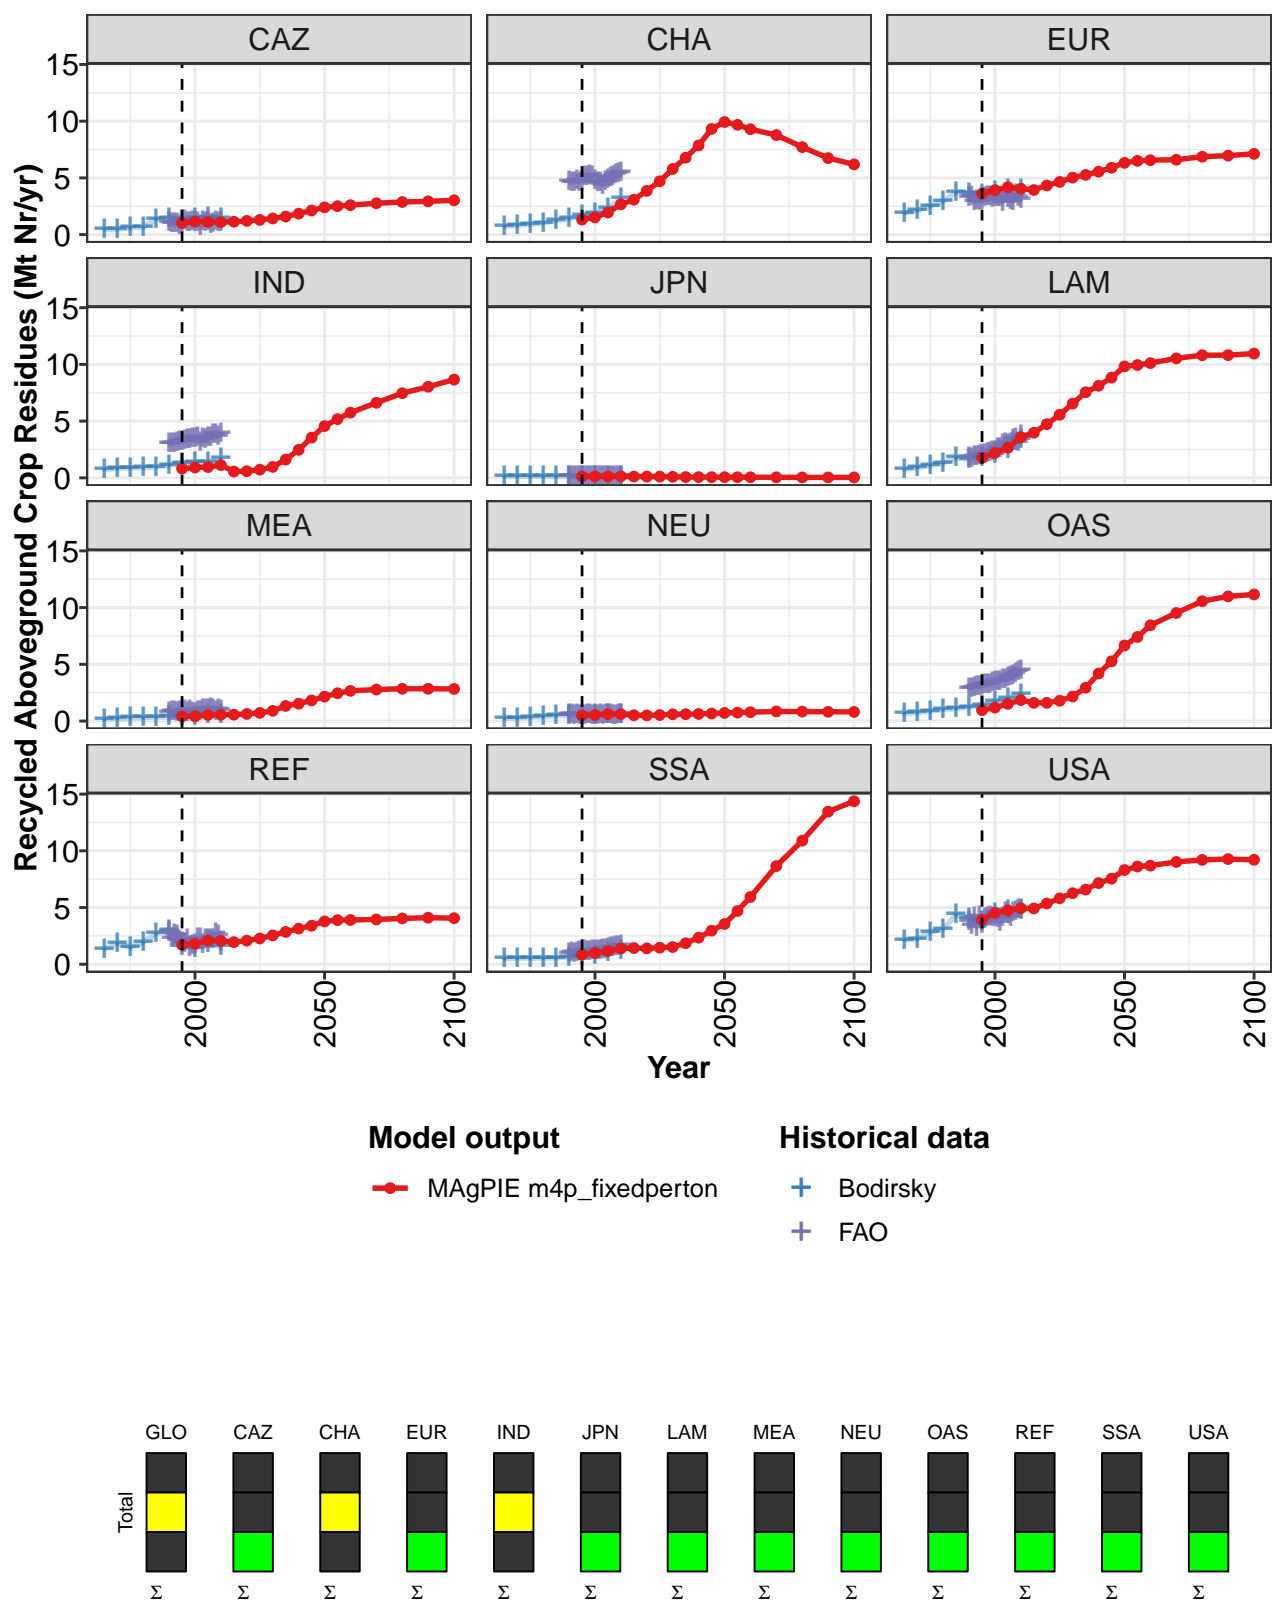 CAZ CHA EUR
15
10
5
0
IND JPN LAM
15
10
5
0
MEA NEU OAS
15
10
5
0
REF SSA USA
15
10
5
0
2000 2050 2100 2000 2050 2100 2000 2050 2100
Recycled Aboveground Crop Residues (Mt Nr/yr)
Year
Model output
MAgPIE m4p_fixedperton
Historical data
Bodirsky
FAO
GLO CAZ CHA EUR IND JPN LAM MEA NEU OAS REF SSA USA
Total
Σ Σ Σ Σ Σ Σ Σ Σ Σ Σ Σ Σ Σ